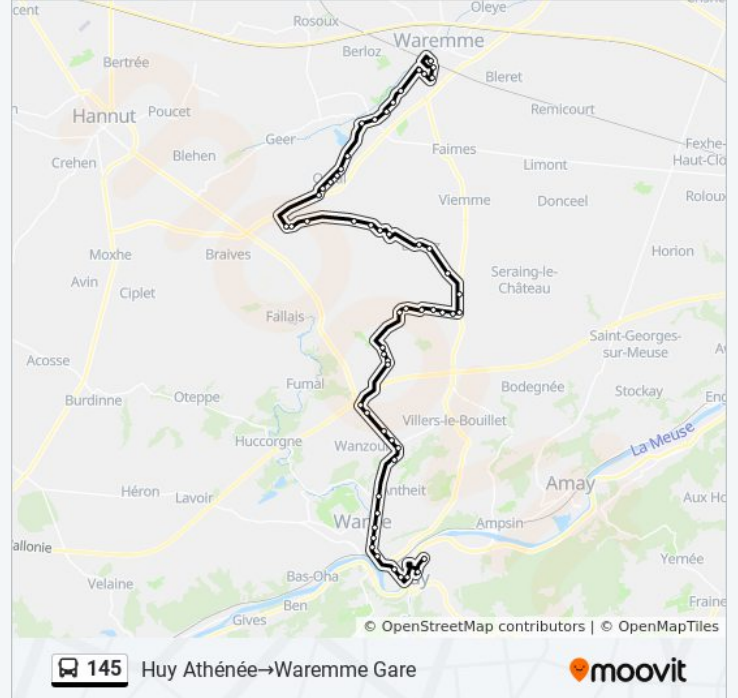 cent
Rosoux
Oleye
Waremme
Berloz
Bertrée
Bleret
Hannut
Poucet
Remicourt
Geer
Crehen
Blehen
Faimes
Fexhe-
Haut-Clo
Limont
Viemme
Donceel
Roloux
Moxhe
Braives
Horion
Avin
Ciplet
Seraing-le-
Château
Fallais
Saint-Georges-
sur-Meuse
Acosse
Fumal
Bodegnée
Stockay
Burdinne
Oteppe
Villers-le-Bouillet
La Meuse
Huccorgne
Wanzou
Héron
Lavoir
Antheit
Amay
Aux Ho
Wan e
Ampsin
allonie
Yernée
Velaine
Bas-Oha
y
Gives
Ben
Fraine
© OpenStreetMap contributors | © OpenMapTiles
145 Huy Athénée→Waremme Gare
moovit